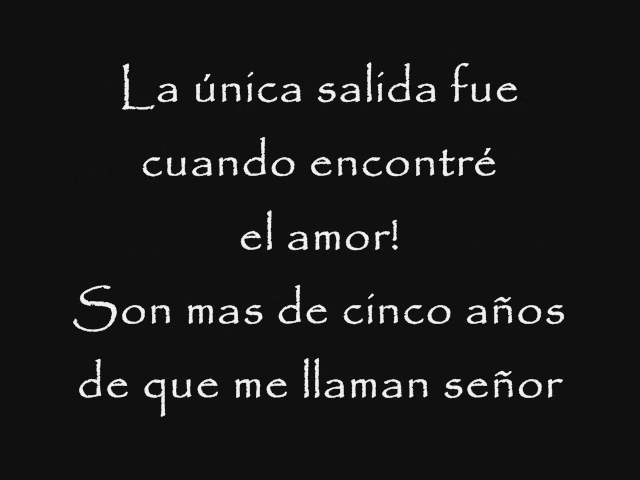 La única salida fue
cuando encontré
el amor!
Son mas de cinco años
de que me llaman señor